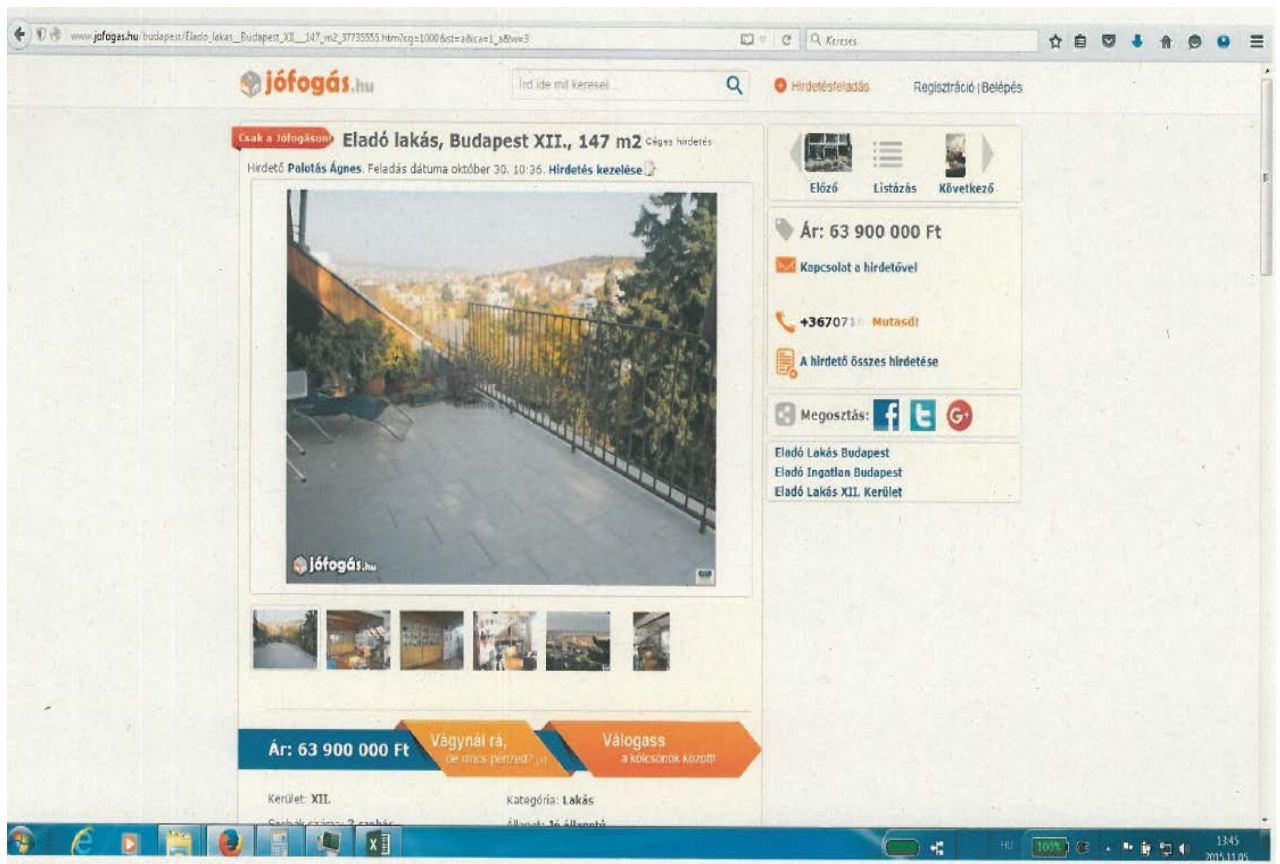 www.jofogas.hu/budapest/Elado_lakas__Budapest_XII__147_m2_37735555.htm?cg=1000&st=a&ca=1_a&w=3
Keresés
jófogás.hu
Írd ide mit keresel...
Hirdetésfeladás
Regisztráció | Belépés
Csak a Jófogáson!
Eladó lakás, Budapest XII., 147 m2 Céges hirdetés
Hirdető Palotás Ágnes. Feladás dátuma október 30. 10:36. Hirdetés kezelése
Előző
Listázás
Következő
Ár: 63 900 000 Ft
Kapcsolat a hirdetővel
+3670716 Mutasd!
A hirdető összes hirdetése
Megosztás:
Eladó Lakás Budapest
Eladó Ingatlan Budapest
Eladó Lakás XII. Kerület
jófogás.hu
Ár: 63 900 000 Ft
Vágynál rá,
de nincs pénzed? (x)
Válogass
a kölcsönök között!
Kerület: XII.
Kategória: Lakás
HU
100%
13:45
2015.11.05